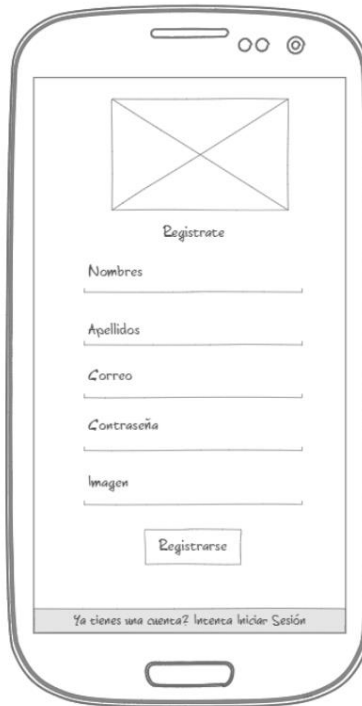 Registrate
Nombres
Apellidos
Correo
Contraseña
Imagen
Registrarse
Ya tienes una cuenta? Intenta Iniciar Sesión